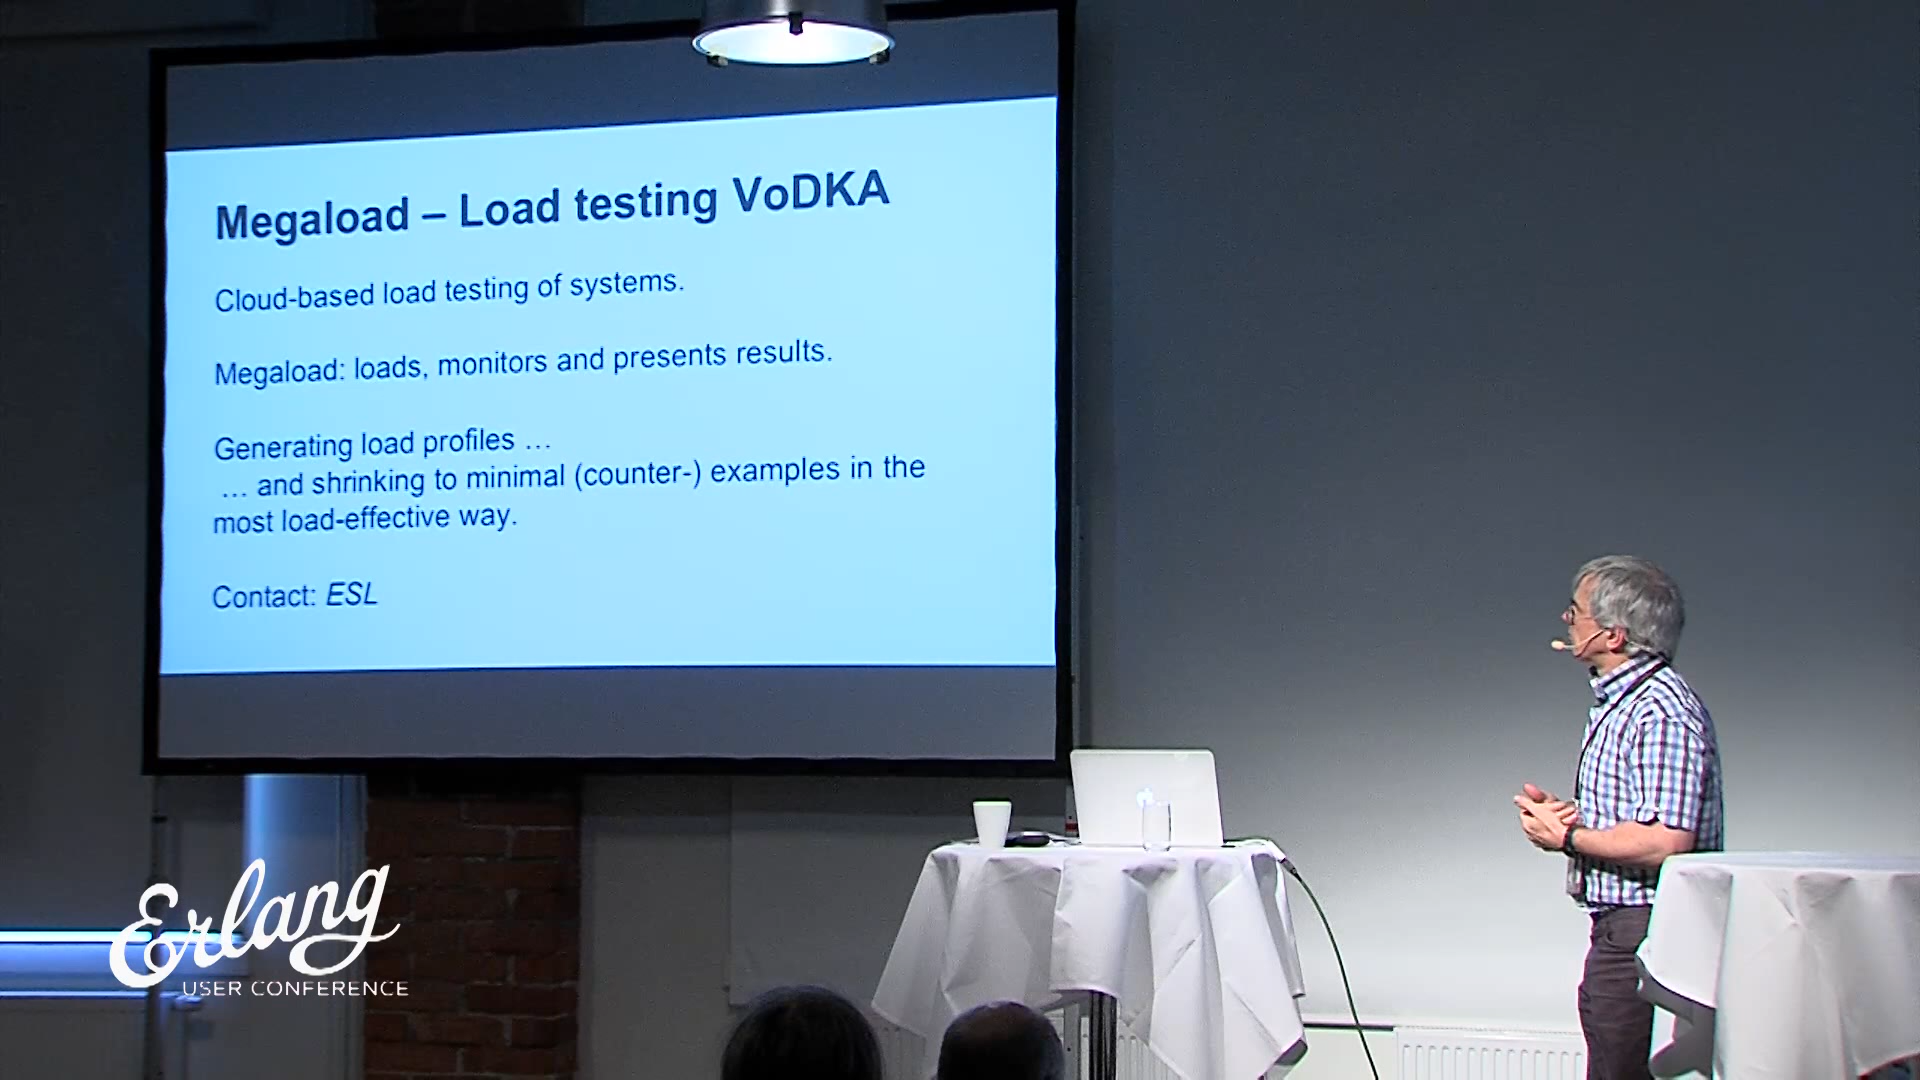 Megaload – Load testing VoDKA
Cloud-based load testing of systems.
Megaload: loads, monitors and presents results.
Generating load profiles …
… and shrinking to minimal (counter-) examples in the
most load-effective way.
Contact: ESL
Erlang
USER CONFERENCE